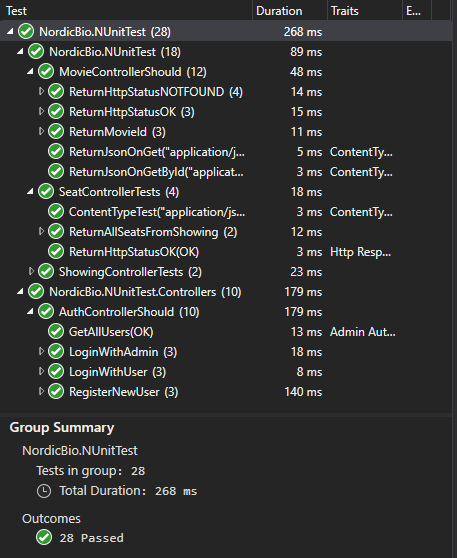 Test Duration Traits E...
NordicBio.NUnitTest (28) 268 ms
NordicBio.NUnitTest (18) 89 ms
MovieControllerShould (12) 48 ms
ReturnHttpStatusNOTFOUND (4) 14 ms
ReturnHttpStatusOK (3) 15 ms
ReturnMovieId (3) 11 ms
ReturnJsonOnGet("application/j... 5 ms ContentTy...
ReturnJsonOnGetById("applicat... 3 ms ContentTy...
SeatControllerTests (4) 18 ms
ContentTypeTest("application/js... 3 ms ContentTy...
ReturnAllSeatsFromShowing (2) 12 ms
ReturnHttpStatusOK(OK) 3 ms Http Resp...
ShowingControllerTests (2) 23 ms
NordicBio.NUnitTest.Controllers (10) 179 ms
AuthControllerShould (10) 179 ms
GetAllUsers(OK) 13 ms Admin Aut...
LoginWithAdmin (3) 18 ms
LoginWithUser (3) 8 ms
RegisterNewUser (3) 140 ms
Group Summary
NordicBio.NUnitTest
Tests in group: 28
Total Duration: 268 ms
Outcomes
28 Passed